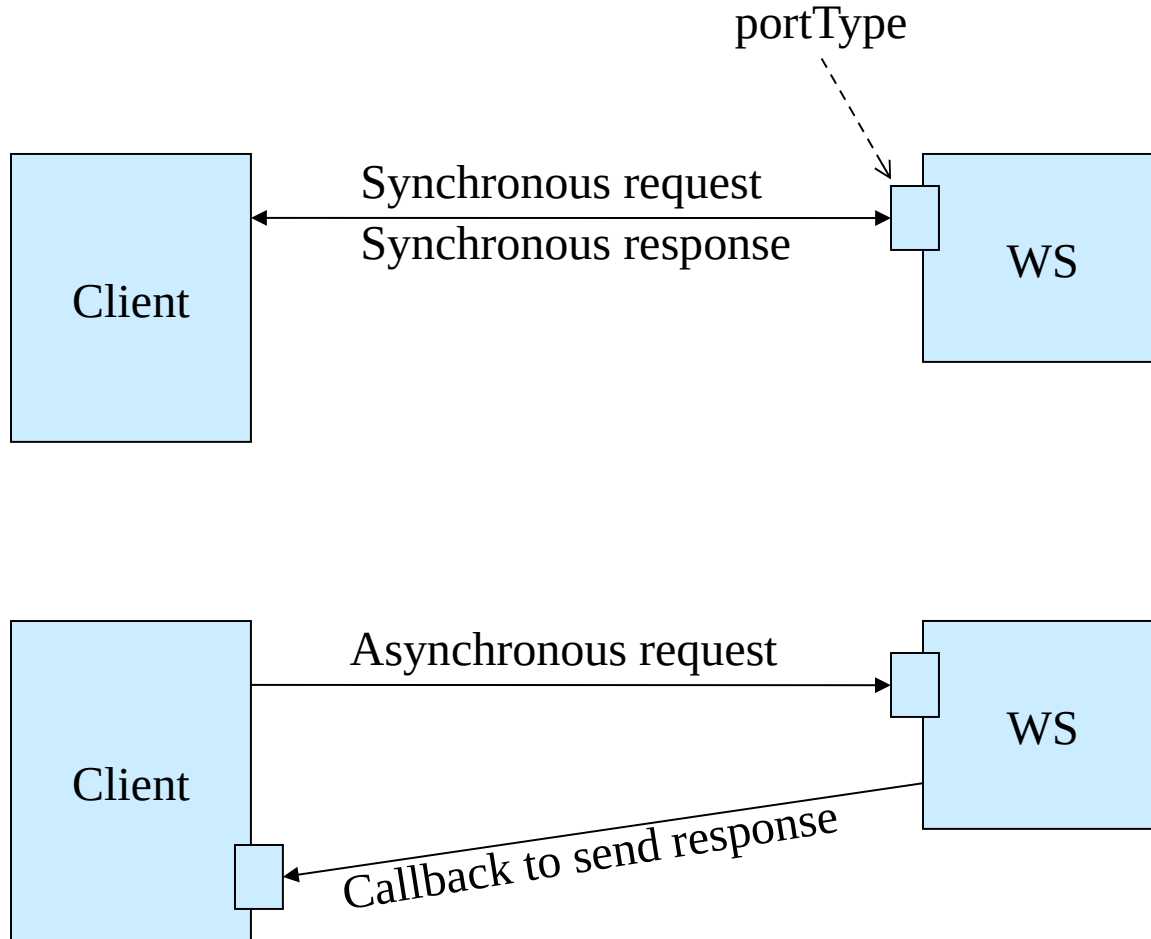 portType
Synchronous request
Synchronous response
Client
WS
Asynchronous request
Client
WS
Callback to send response